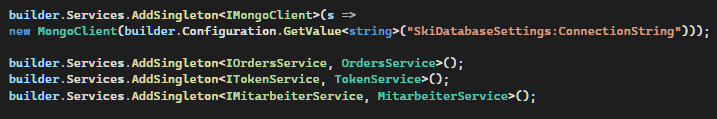 builder.Services.AddSingleton<IMongoClient>(s =>
new MongoClient(builder.Configuration.GetValue<string>("SkiDatabaseSettings:ConnectionString")));
builder.Services.AddSingleton<IOrdersService, OrdersService>();
builder.Services.AddSingleton<ITokenService, TokenService>();
builder.Services.AddSingleton<IMitarbeiterService, MitarbeiterService>();